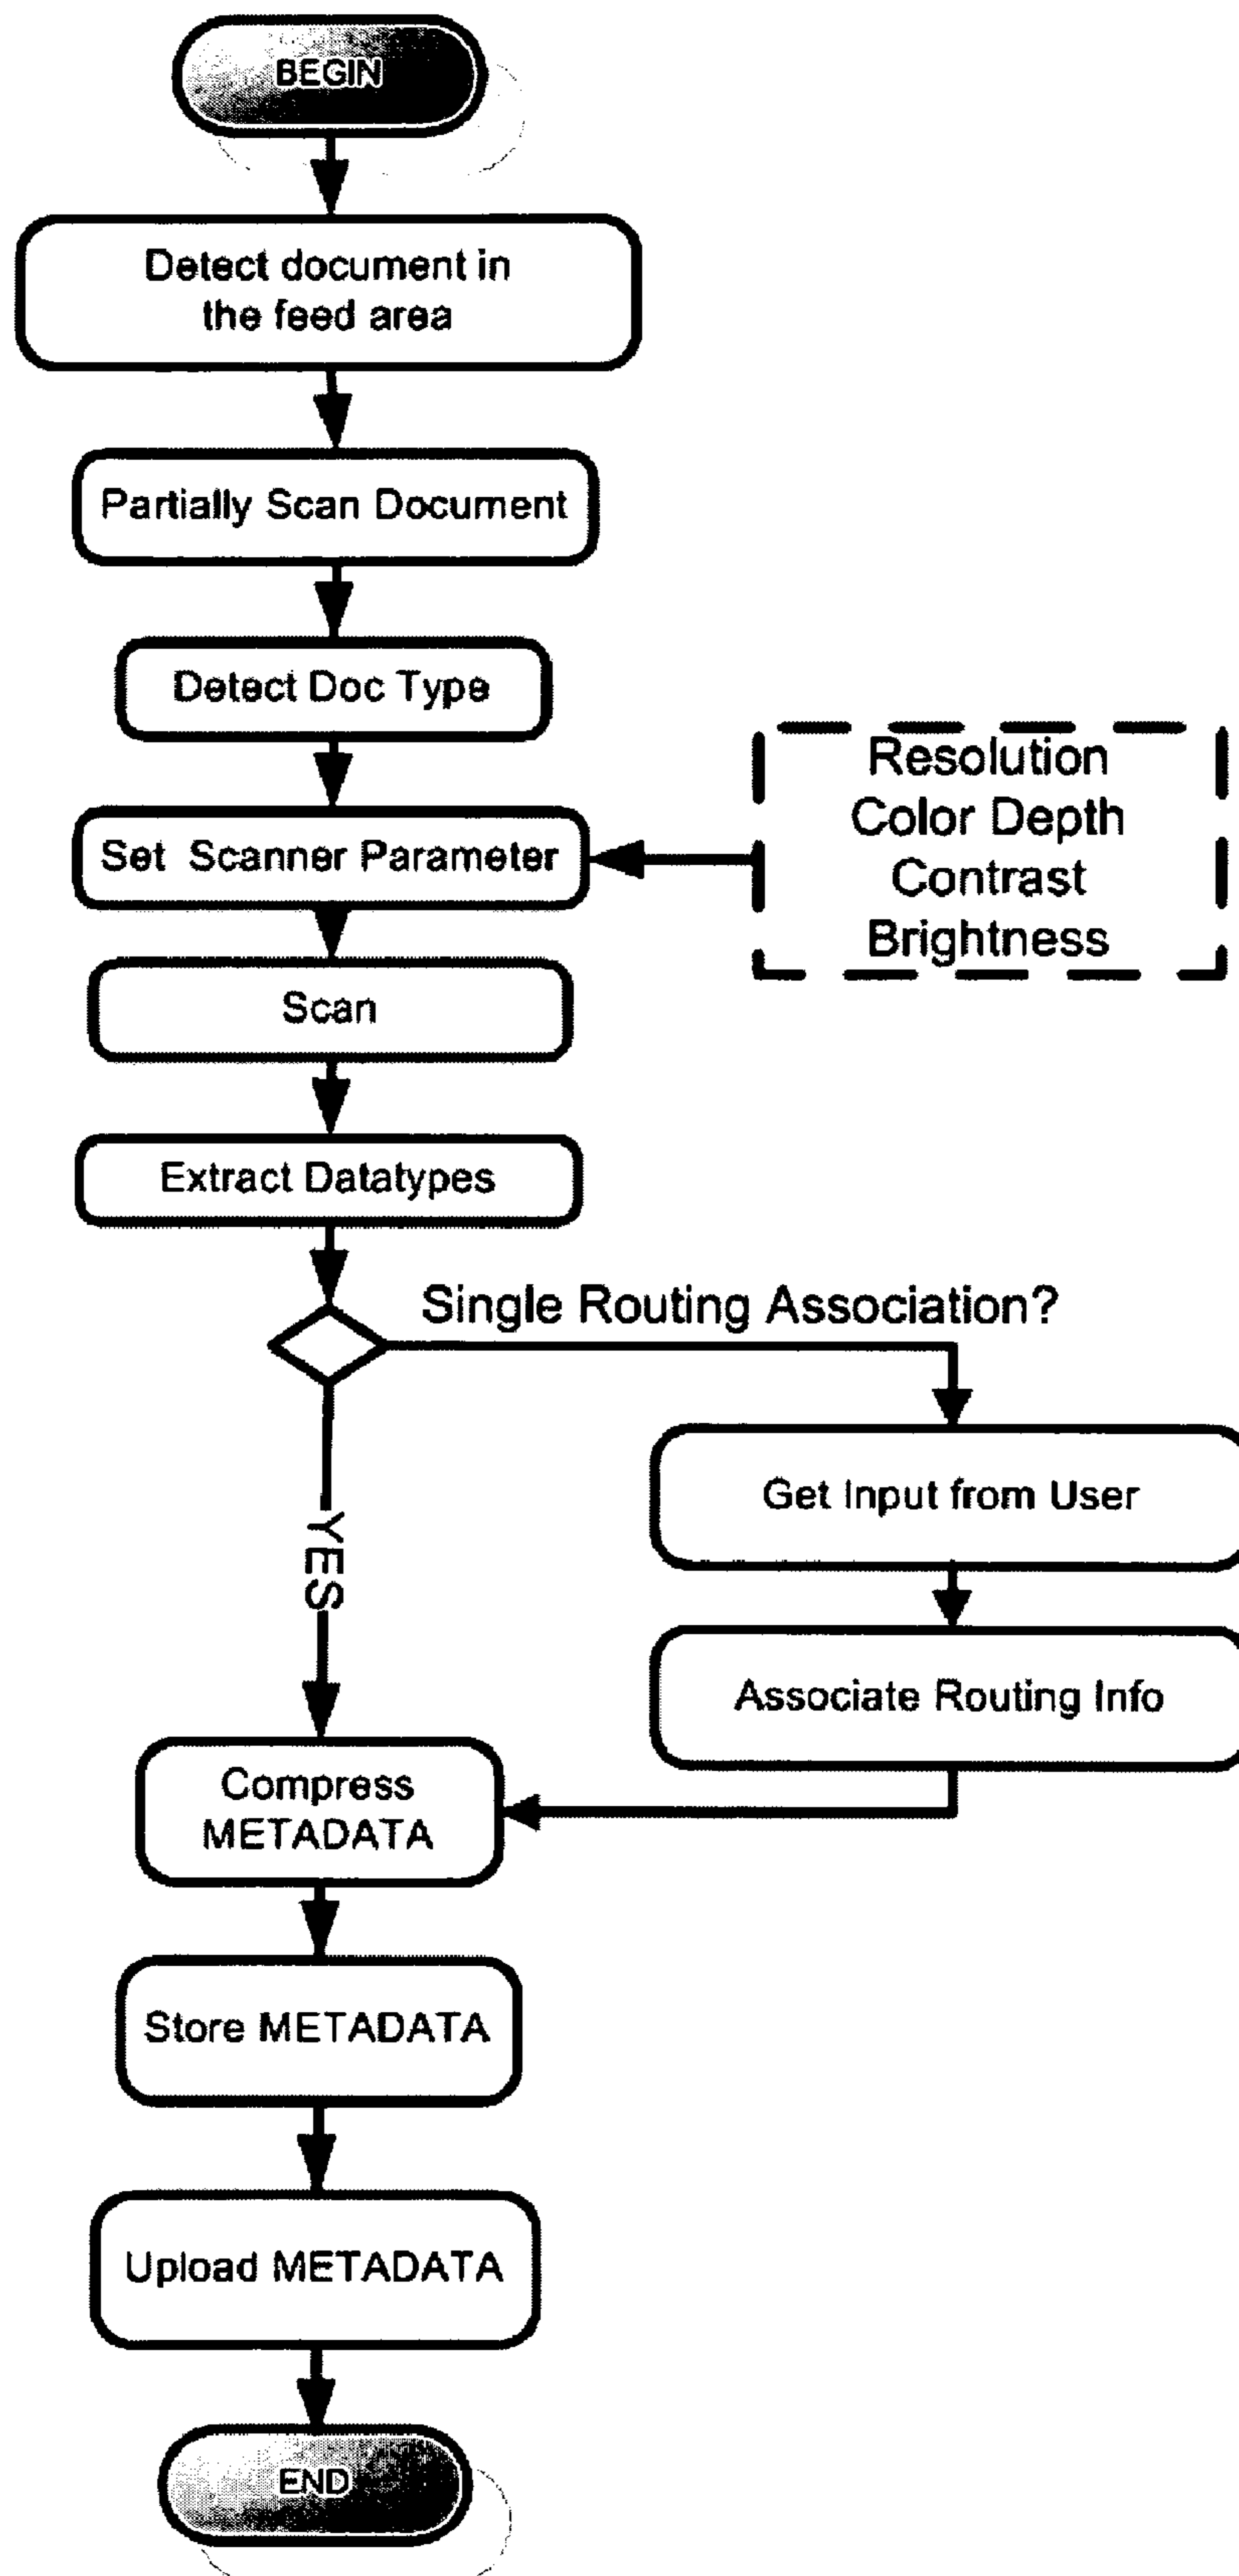 BEGIN
Detect document in
the feed area
Partially Scan Document
Detect Doc Type
Resolution
Color Depth
Contrast
Brightness
Set Scanner Parameter
Scan
Extract Datatypes
Single Routing Association?
Get Input from User
YES
Associate Routing Info
Compress
METADATA
Store METADATA
Upload METADATA
END